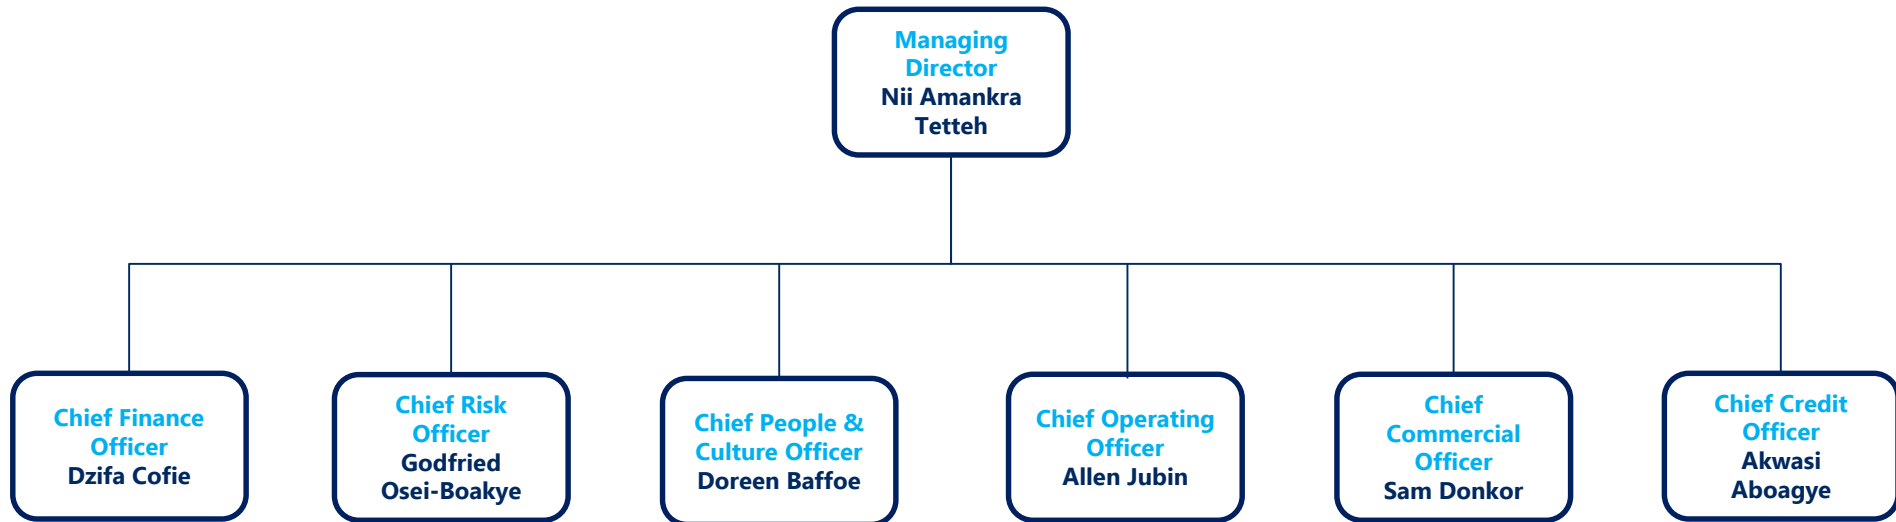 Managing
Director
Nii Amankra
Tetteh
Chief Finance
Officer
Dzifa Cofie
Chief Risk
Officer
Godfried
Osei-Boakye
Chief People &
Culture Officer
Doreen Baffoe
Chief Operating
Officer
Allen Jubin
Chief
Commercial
Officer
Sam Donkor
Chief Credit
Officer
Akwasi
Aboagye